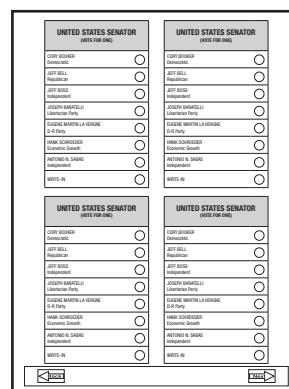 UNITED STATES SENATOR
(VOTE FOR ONE)
CORY BOOKER
Democratic
JEFF BELL
Republican
JEFF BOSS
Independent
JOSEPH BARATELLI
Libertarian Party
EUGENE MARTIN LA VERGNE
D-R Party
HANK SCHROEDER
Economic Growth
ANTONIO N. SABAS
Independent
WRITE-IN
UNITED STATES SENATOR
(VOTE FOR ONE)
CORY BOOKER
Democratic
JEFF BELL
Republican
JEFF BOSS
Independent
JOSEPH BARATELLI
Libertarian Party
EUGENE MARTIN LA VERGNE
D-R Party
HANK SCHROEDER
Economic Growth
ANTONIO N. SABAS
Independent
WRITE-IN
UNITED STATES SENATOR
(VOTE FOR ONE)
CORY BOOKER
Democratic
JEFF BELL
Republican
JEFF BOSS
Independent
JOSEPH BARATELLI
Libertarian Party
EUGENE MARTIN LA VERGNE
D-R Party
HANK SCHROEDER
Economic Growth
ANTONIO N. SABAS
Independent
WRITE-IN
UNITED STATES SENATOR
(VOTE FOR ONE)
CORY BOOKER
Democratic
JEFF BELL
Republican
JEFF BOSS
Independent
JOSEPH BARATELLI
Libertarian Party
EUGENE MARTIN LA VERGNE
D-R Party
HANK SCHROEDER
Economic Growth
ANTONIO N. SABAS
Independent
WRITE-IN
Back
Next